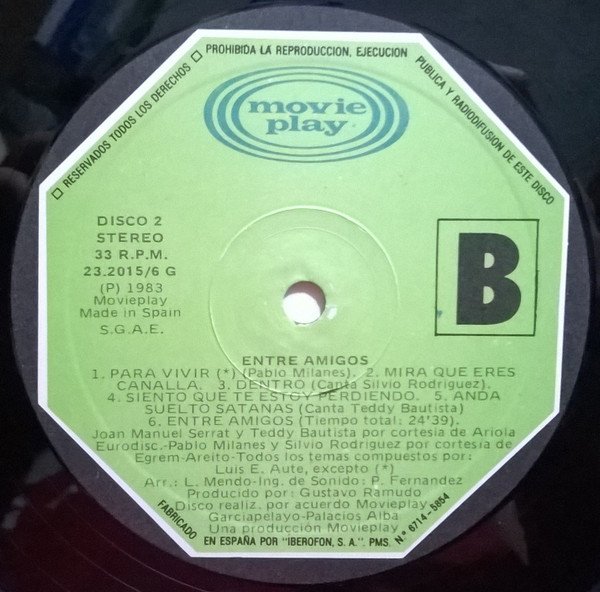 □ RESERVADOS TODOS LOS DERECHOS □ PROHIBIDA LA REPRODUCCION, EJECUCION PUBLICA Y RADIODIFUSION DE ESTE DISCO
movie
play
DISCO 2
STEREO
33 R.P.M.
23.2015/6 G
(P) 1983
Movieplay
Made in Spain
S.G.A.E.
B
ENTRE AMIGOS
1. PARA VIVIR (*) (Pablo Milanes). 2. MIRA QUE ERES
CANALLA. 3. DENTRO (Canta Silvio Rodriguez).
4. SIENTO QUE TE ESTOY PERDIENDO. 5. ANDA
SUELTO SATANAS (Canta Teddy Bautista)
6. ENTRE AMIGOS (Tiempo total: 24'39).
Joan Manuel Serrat y Teddy Bautista por cortesia de Ariola
Eurodisc.-Pablo Milanes y Silvio Rodriguez por cortesia de
Egrem-Areito-Todos los temas compuestos por:
Luis E. Aute, excepto (*)
Arr.: L. Mendo-Ing. de Sonido: P. Fernandez
Producido por: Gustavo Ramudo
Disco realiz. por acuerdo Movieplay
Garciapelayo-Palacios Alba
Una producción Movieplay
FABRICADO EN ESPAÑA POR "IBEROFON, S. A." PMS. Nº 6714 - 5854